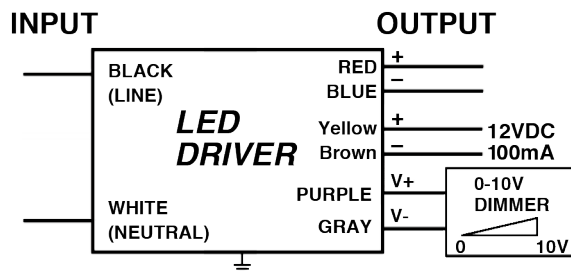 INPUT
OUTPUT
BLACK
(LINE)
WHITE
(NEUTRAL)
LED
DRIVER
RED +
BLUE −
Yellow + 12VDC
Brown − 100mA
PURPLE V+
GRAY V-
0-10V
DIMMER
0 10V